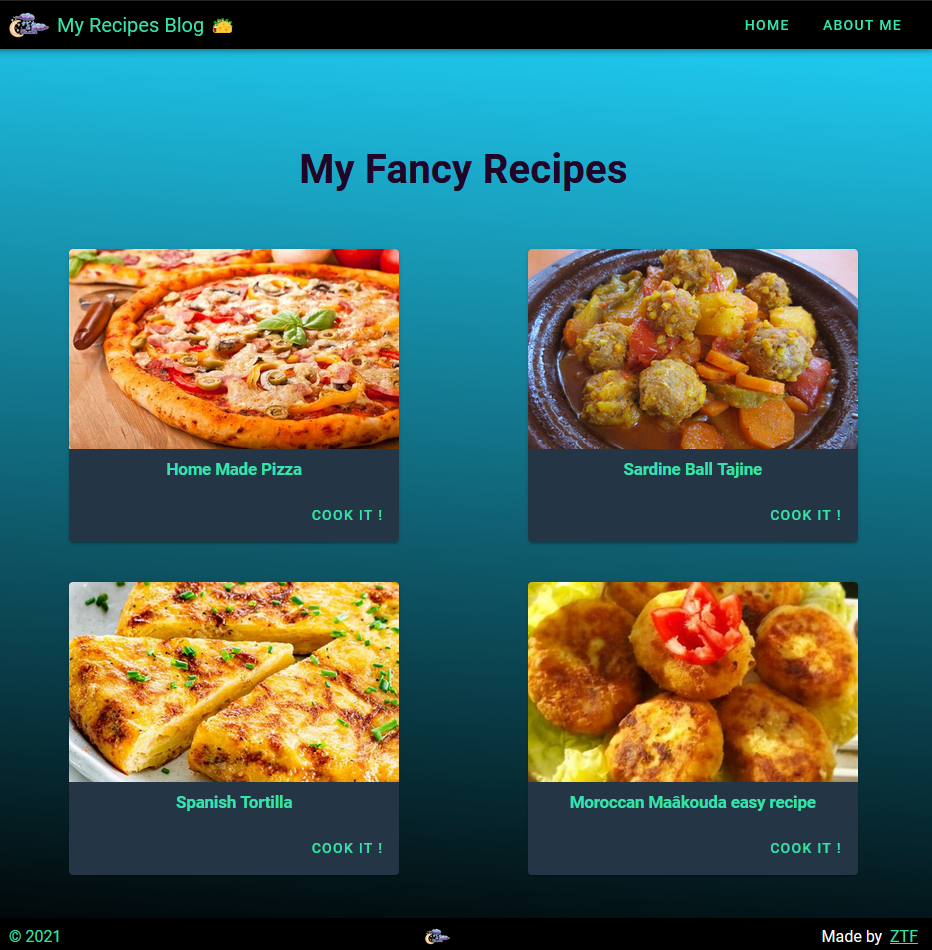 My Recipes Blog 🌮
HOME
ABOUT ME
My Fancy Recipes
Home Made Pizza
COOK IT !
Sardine Ball Tajine
COOK IT !
Spanish Tortilla
COOK IT !
Moroccan Maâkouda easy recipe
COOK IT !
© 2021
Made by ZTF